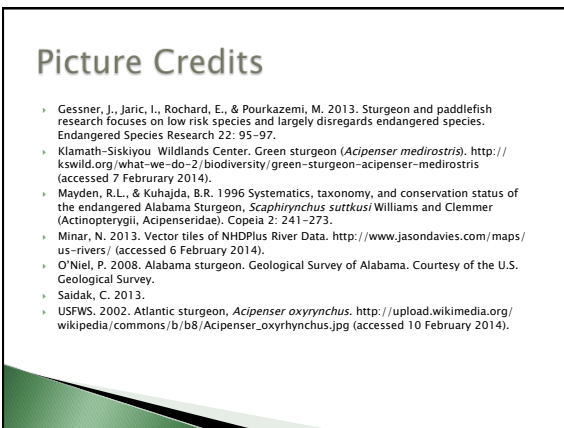 Picture Credits
Gessner, J., Jaric, I., Rochard, E., & Pourkazemi, M. 2013. Sturgeon and paddlefish
research focuses on low risk species and largely disregards endangered species.
Endangered Species Research 22: 95-97.
Klamath-Siskiyou Wildlands Center. Green sturgeon (Acipenser medirostris). http://
kswild.org/what-we-do-2/biodiversity/green-sturgeon-acipenser-medirostris
(accessed 7 Februrary 2014).
Mayden, R.L., & Kuhajda, B.R. 1996 Systematics, taxonomy, and conservation status of
the endangered Alabama Sturgeon, Scaphirynchus suttkusi Williams and Clemmer
(Actinopterygii, Acipenseridae). Copeia 2: 241-273.
Minar, N. 2013. Vector tiles of NHDPlus River Data. http://www.jasondavies.com/maps/
us-rivers/ (accessed 6 February 2014).
O'Niel, P. 2008. Alabama sturgeon. Geological Survey of Alabama. Courtesy of the U.S.
Geological Survey.
Saidak, C. 2013.
USFWS. 2002. Atlantic sturgeon, Acipenser oxyrynchus. http://upload.wikimedia.org/
wikipedia/commons/b/b8/Acipenser_oxyrhynchus.jpg (accessed 10 February 2014).